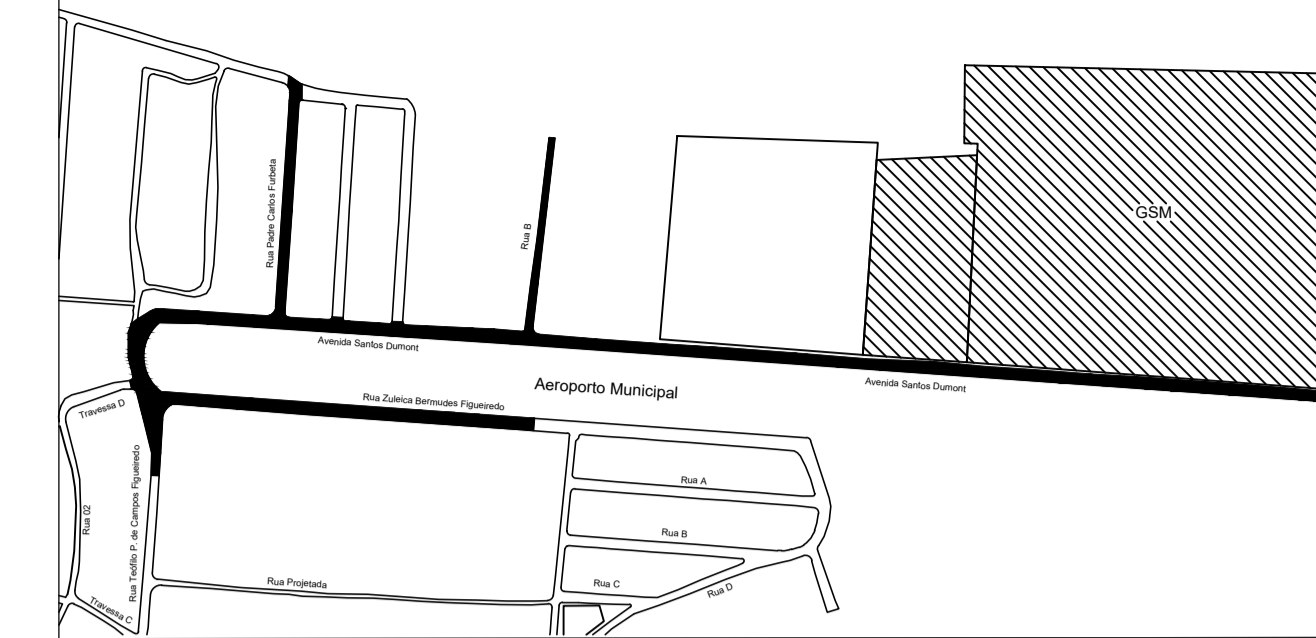 GSM
Rua Padre Carlos Furbeta
Rua B
Avenida Santos Dumont
Aeroporto Municipal
Avenida Santos Dumont
Rua Zuleica Bermudes Figueiredo
Travessa D
Rua 02
Rua Teófilo P. de Campos Figueiredo
Rua A
Rua B
Rua C
Rua D
Rua Projetada
Travessa C